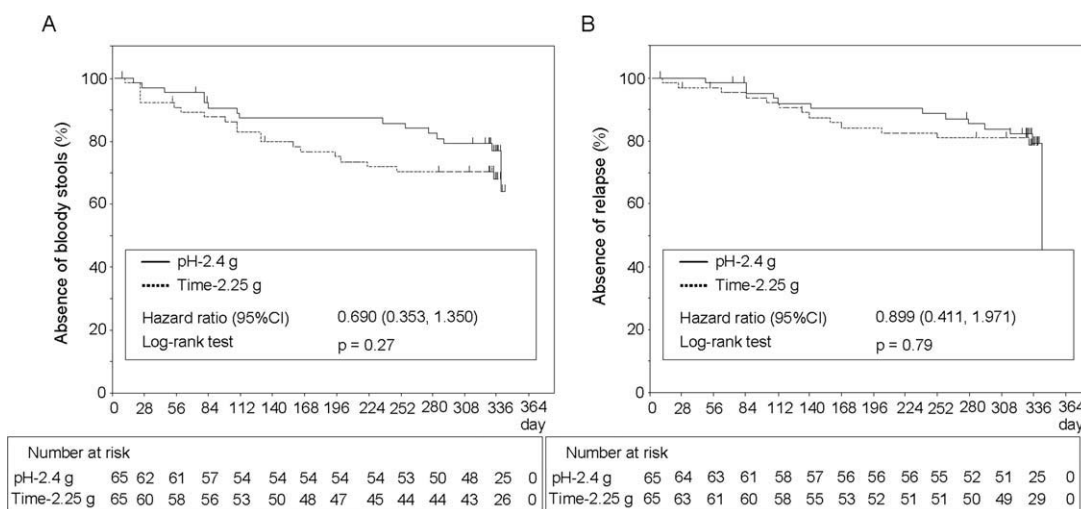 A
Absence of bloody stools (%)
100
80
60
40
20
0
pH-2.4 g
Time-2.25 g
Hazard ratio (95%CI) 0.690 (0.353, 1.350)
Log-rank test p = 0.27
0 28 56 84 112 140 168 196 224 252 280 308 336 364
day
Number at risk
pH-2.4 g 65 62 61 57 54 54 54 54 54 53 50 48 25 0
Time-2.25 g 65 60 58 56 53 50 48 47 45 44 44 43 26 0
B
Absence of relapse (%)
100
80
60
40
20
0
pH-2.4 g
Time-2.25 g
Hazard ratio (95%CI) 0.899 (0.411, 1.971)
Log-rank test p = 0.79
0 28 56 84 112 140 168 196 224 252 280 308 336 364
day
Number at risk
pH-2.4 g 65 64 63 61 58 57 56 56 56 55 52 51 25 0
Time-2.25 g 65 63 61 60 58 55 53 52 51 51 50 49 29 0